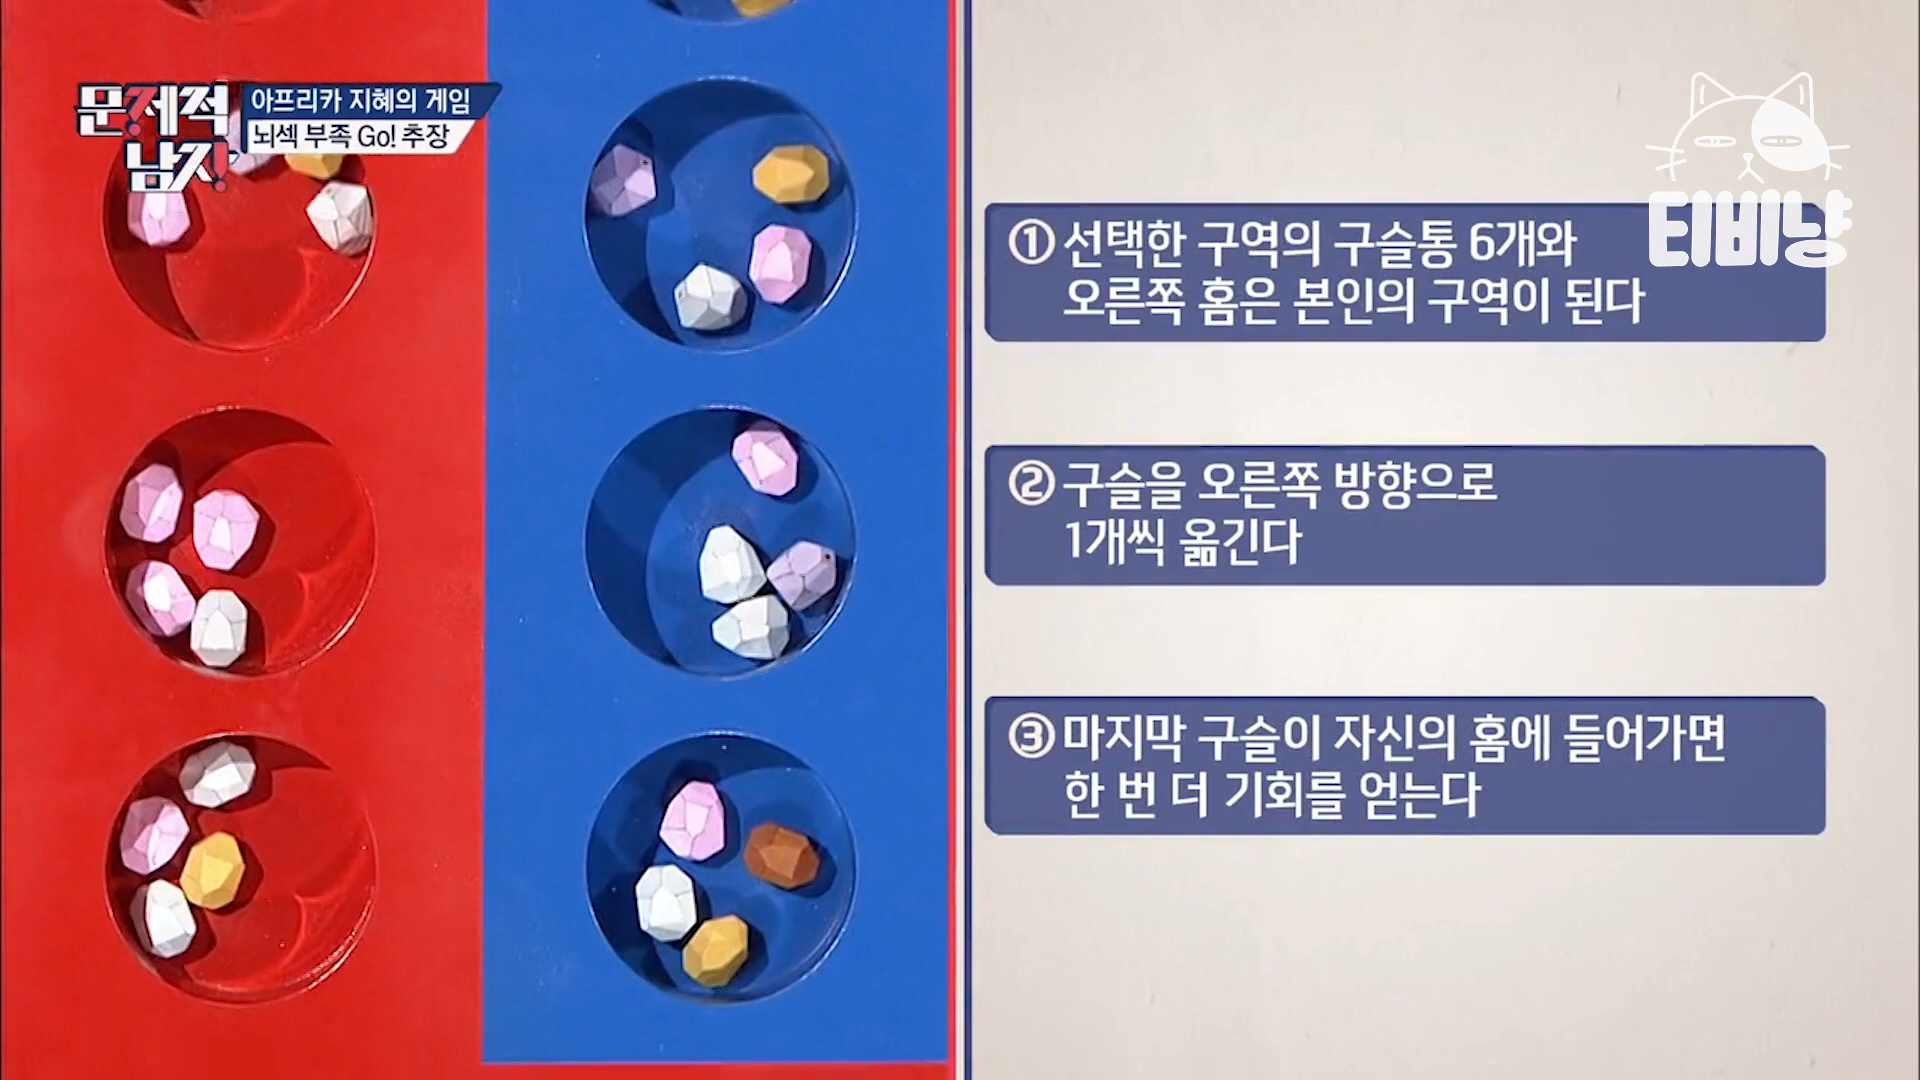 문제적
남자
아프리카 지혜의 게임
뇌섹 부족 Go! 추장
티비냥
① 선택한 구역의 구슬통 6개와
오른쪽 홈은 본인의 구역이 된다
② 구슬을 오른쪽 방향으로
1개씩 옮긴다
③ 마지막 구슬이 자신의 홈에 들어가면
한 번 더 기회를 얻는다